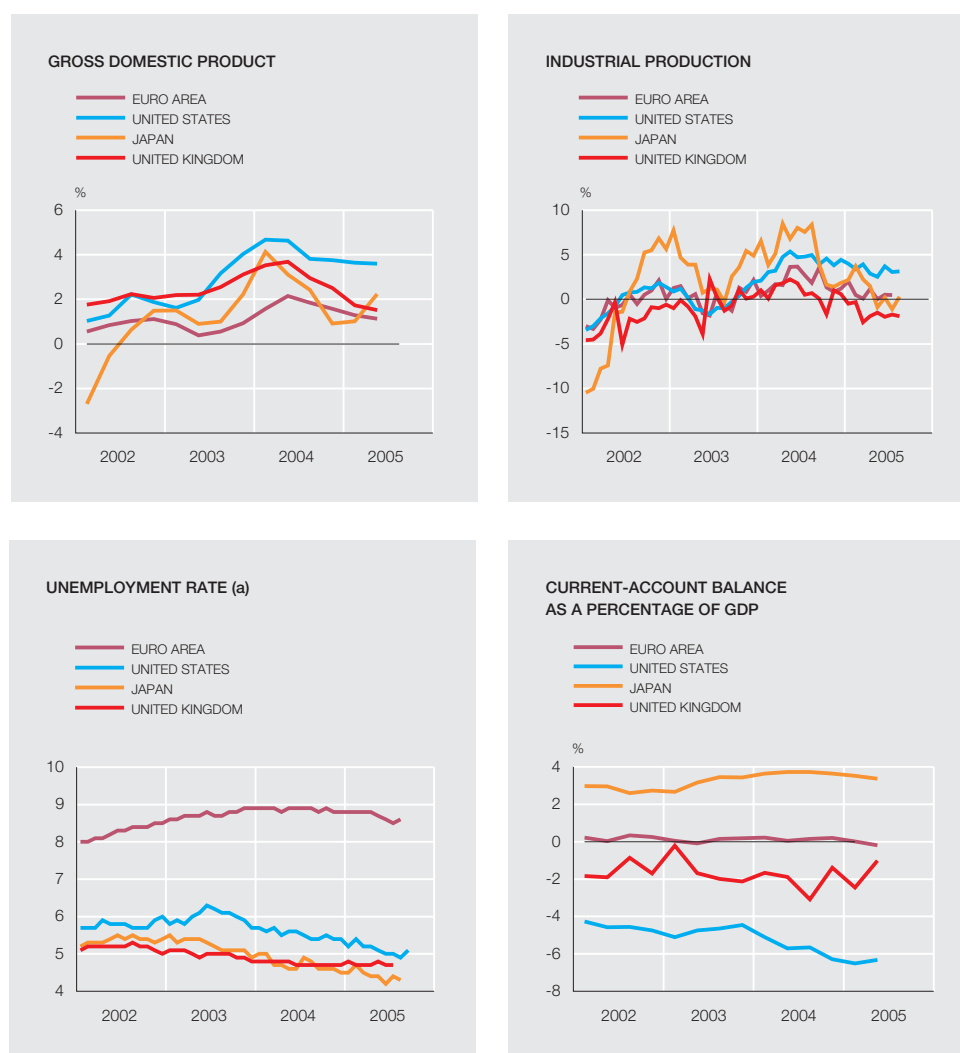 GROSS DOMESTIC PRODUCT
EURO AREA
UNITED STATES
JAPAN
UNITED KINGDOM
%
6
4
2
0
-2
-4
2002 2003 2004 2005
INDUSTRIAL PRODUCTION
EURO AREA
UNITED STATES
JAPAN
UNITED KINGDOM
%
10
5
0
-5
-10
-15
2002 2003 2004 2005
UNEMPLOYMENT RATE (a)
EURO AREA
UNITED STATES
JAPAN
UNITED KINGDOM
10
9
8
7
6
5
4
2002 2003 2004 2005
CURRENT-ACCOUNT BALANCE
AS A PERCENTAGE OF GDP
EURO AREA
UNITED STATES
JAPAN
UNITED KINGDOM
%
4
2
0
-2
-4
-6
-8
2002 2003 2004 2005